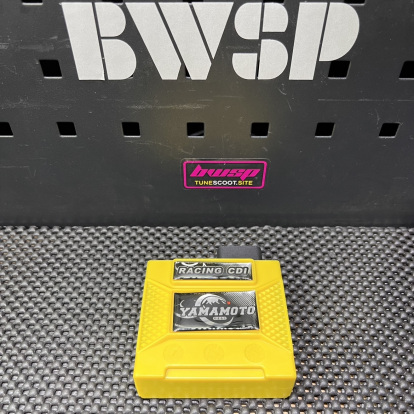 BWSP
bwsp
TUNESCOOT.SITE
RACING CDI
YAMAMOTO